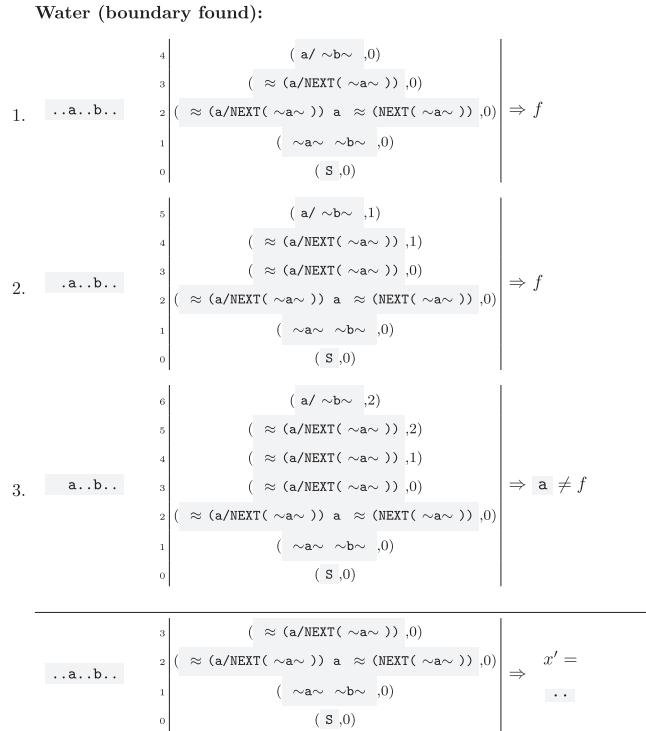 Water (boundary found):
4 ( a/ ∼b∼ ,0)
3 ( ≈ (a/NEXT( ∼a∼ )) ,0)
1. ..a..b.. 2 ( ≈ (a/NEXT( ∼a∼ )) a ≈ (NEXT( ∼a∼ )) ,0) ⇒ f
1 ( ∼a∼ ∼b∼ ,0)
0 ( S ,0)
5 ( a/ ∼b∼ ,1)
4 ( ≈ (a/NEXT( ∼a∼ )) ,1)
3 ( ≈ (a/NEXT( ∼a∼ )) ,0)
2. .a..b.. ⇒ f
2 ( ≈ (a/NEXT( ∼a∼ )) a ≈ (NEXT( ∼a∼ )) ,0)
1 ( ∼a∼ ∼b∼ ,0)
0 ( S ,0)
6 ( a/ ∼b∼ ,2)
5 ( ≈ (a/NEXT( ∼a∼ )) ,2)
4 ( ≈ (a/NEXT( ∼a∼ )) ,1)
3. a..b.. 3 ( ≈ (a/NEXT( ∼a∼ )) ,0) ⇒ a ≠ f
2 ( ≈ (a/NEXT( ∼a∼ )) a ≈ (NEXT( ∼a∼ )) ,0)
1 ( ∼a∼ ∼b∼ ,0)
0 ( S ,0)
3 ( ≈ (a/NEXT( ∼a∼ )) ,0)
2 ( ≈ (a/NEXT( ∼a∼ )) a ≈ (NEXT( ∼a∼ )) ,0) x′ =
..a..b.. ⇒
1 ( ∼a∼ ∼b∼ ,0) ..
0 ( S ,0)